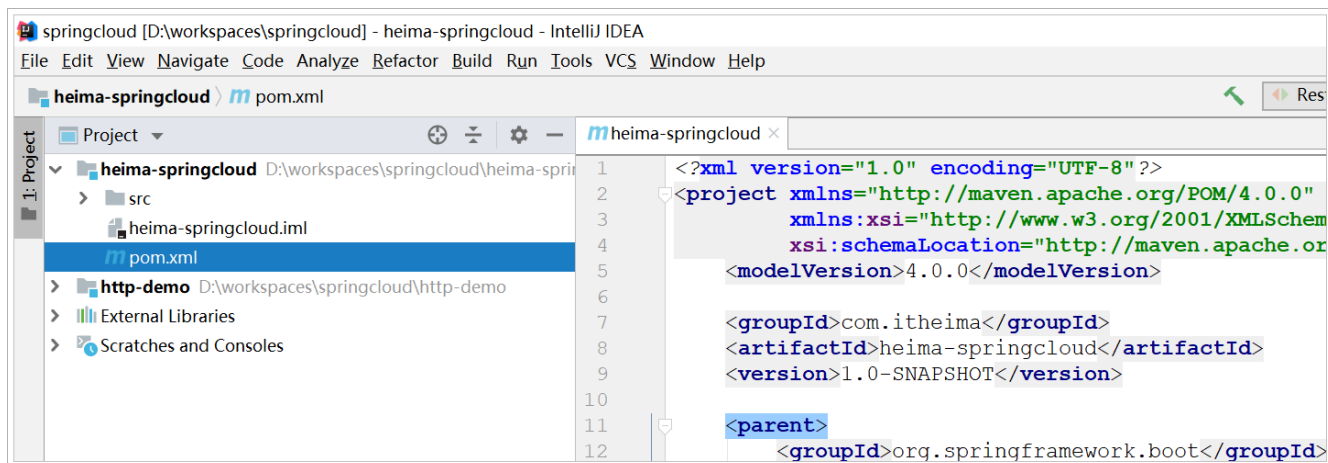 springcloud [D:\workspaces\springcloud] - heima-springcloud - IntelliJ IDEA
File Edit View Navigate Code Analyze Refactor Build Run Tools VCS Window Help
heima-springcloud pom.xml
Res
1: Project
Project
heima-springcloud D:\workspaces\springcloud\heima-sprin
src
heima-springcloud.iml
pom.xml
http-demo D:\workspaces\springcloud\http-demo
External Libraries
Scratches and Consoles
heima-springcloud
1 <?xml version="1.0" encoding="UTF-8"?>
2 <project xmlns="http://maven.apache.org/POM/4.0.0"
3 xmlns:xsi="http://www.w3.org/2001/XMLSchem
4 xsi:schemaLocation="http://maven.apache.or
5 <modelVersion>4.0.0</modelVersion>
6
7 <groupId>com.itheima</groupId>
8 <artifactId>heima-springcloud</artifactId>
9 <version>1.0-SNAPSHOT</version>
10
11 <parent>
12 <groupId>org.springframework.boot</groupId>